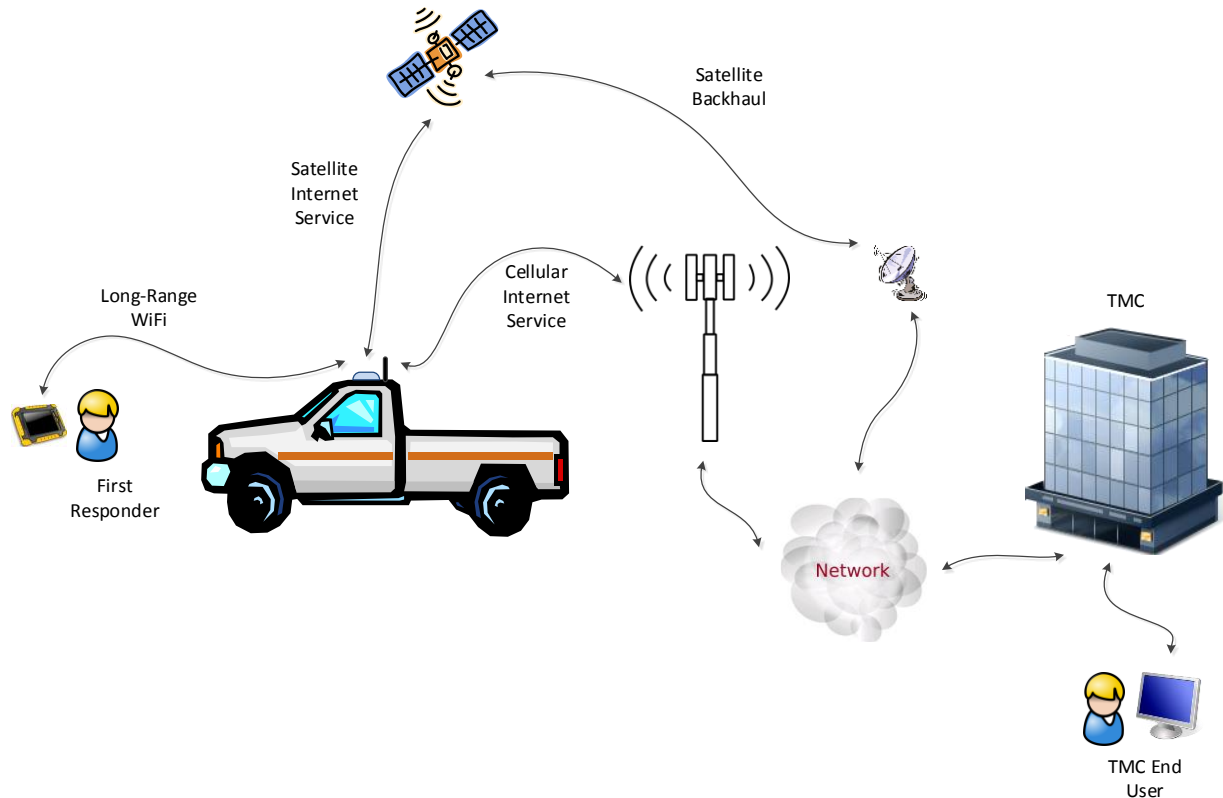 Satellite
Backhaul
Satellite
Internet
Service
Cellular
Internet
Service
Long-Range
WiFi
TMC
First
Responder
Network
TMC End
User